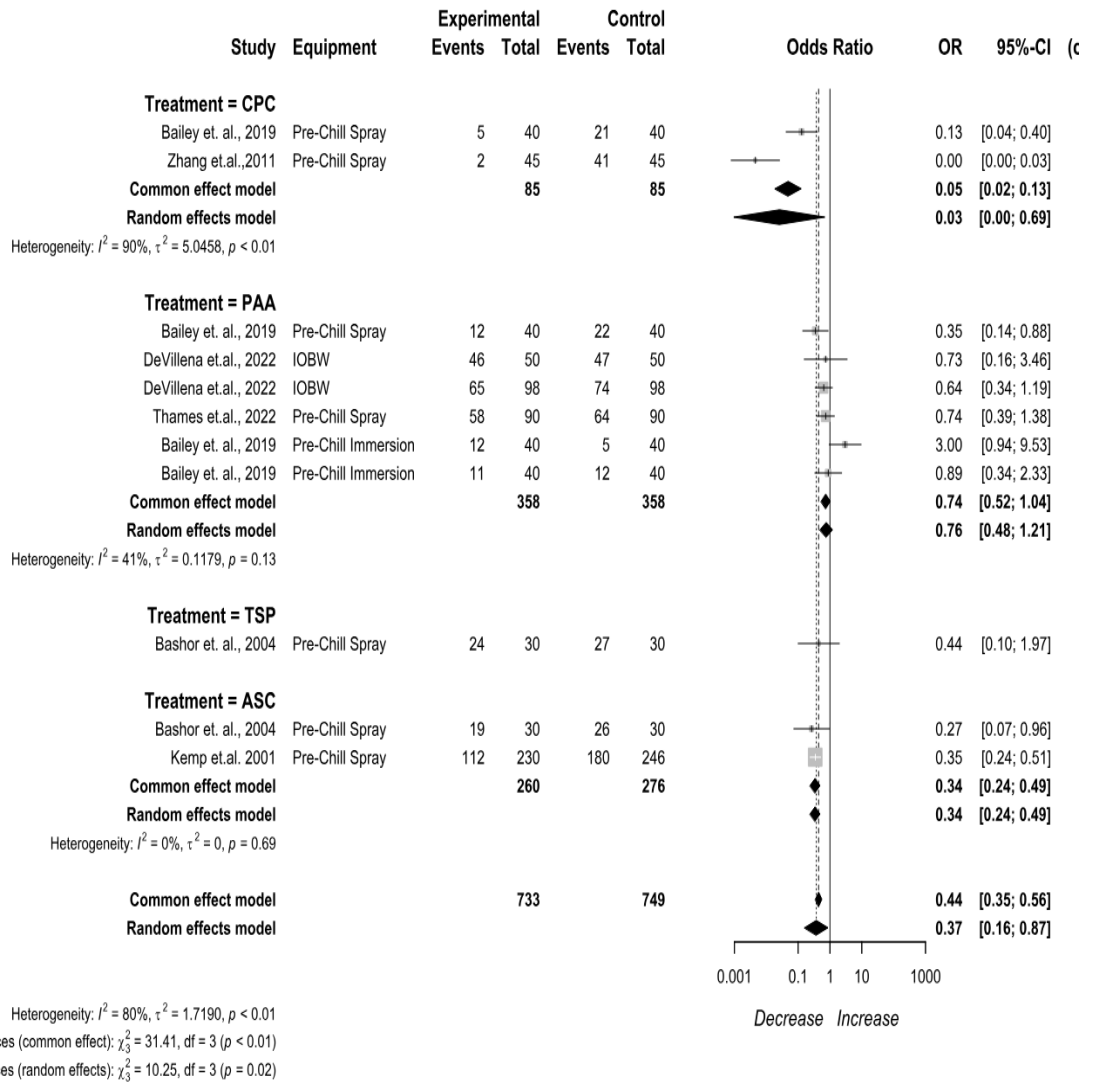 Experimental Control
Study Equipment Events Total Events Total Odds Ratio OR 95%-CI (c
Treatment = CPC
Bailey et. al., 2019 Pre-Chill Spray 5 40 21 40 0.13 [0.04; 0.40]
Zhang et.al.,2011 Pre-Chill Spray 2 45 41 45 0.00 [0.00; 0.03]
Common effect model 85 85 0.05 [0.02; 0.13]
Random effects model 0.03 [0.00; 0.69]
Heterogeneity: I² = 90%, τ² = 5.0458, p < 0.01
Treatment = PAA
Bailey et. al., 2019 Pre-Chill Spray 12 40 22 40 0.35 [0.14; 0.88]
DeVillena et.al., 2022 IOBW 46 50 47 50 0.73 [0.16; 3.46]
DeVillena et.al., 2022 IOBW 65 98 74 98 0.64 [0.34; 1.19]
Thames et.al., 2022 Pre-Chill Spray 58 90 64 90 0.74 [0.39; 1.38]
Bailey et. al., 2019 Pre-Chill Immersion 12 40 5 40 3.00 [0.94; 9.53]
Bailey et. al., 2019 Pre-Chill Immersion 11 40 12 40 0.89 [0.34; 2.33]
Common effect model 358 358 0.74 [0.52; 1.04]
Random effects model 0.76 [0.48; 1.21]
Heterogeneity: I² = 41%, τ² = 0.1179, p = 0.13
Treatment = TSP
Bashor et. al., 2004 Pre-Chill Spray 24 30 27 30 0.44 [0.10; 1.97]
Treatment = ASC
Bashor et. al., 2004 Pre-Chill Spray 19 30 26 30 0.27 [0.07; 0.96]
Kemp et.al. 2001 Pre-Chill Spray 112 230 180 246 0.35 [0.24; 0.51]
Common effect model 260 276 0.34 [0.24; 0.49]
Random effects model 0.34 [0.24; 0.49]
Heterogeneity: I² = 0%, τ² = 0, p = 0.69
Common effect model 733 749 0.44 [0.35; 0.56]
Random effects model 0.37 [0.16; 0.87]
0.001 0.1 1 10 1000
Heterogeneity: I² = 80%, τ² = 1.7190, p < 0.01
Decrease Increase
ces (common effect): χ²₃ = 31.41, df = 3 (p < 0.01)
es (random effects): χ²₃ = 10.25, df = 3 (p = 0.02)